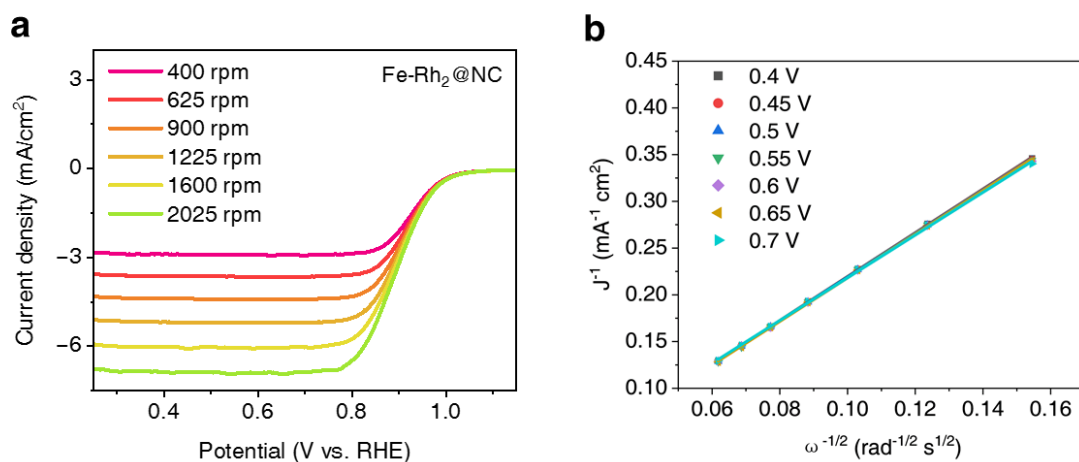 a
3
0
−3
−6
Current density (mA/cm²)
400 rpm
625 rpm
900 rpm
1225 rpm
1600 rpm
2025 rpm
Fe-Rh₂@NC
0.4 0.6 0.8 1.0
Potential (V vs. RHE)
b
0.45
0.40
0.35
0.30
0.25
0.20
0.15
0.10
J⁻¹ (mA⁻¹ cm²)
0.4 V
0.45 V
0.5 V
0.55 V
0.6 V
0.65 V
0.7 V
0.06 0.08 0.10 0.12 0.14 0.16
ω⁻¹/² (rad⁻¹/² s¹/²)